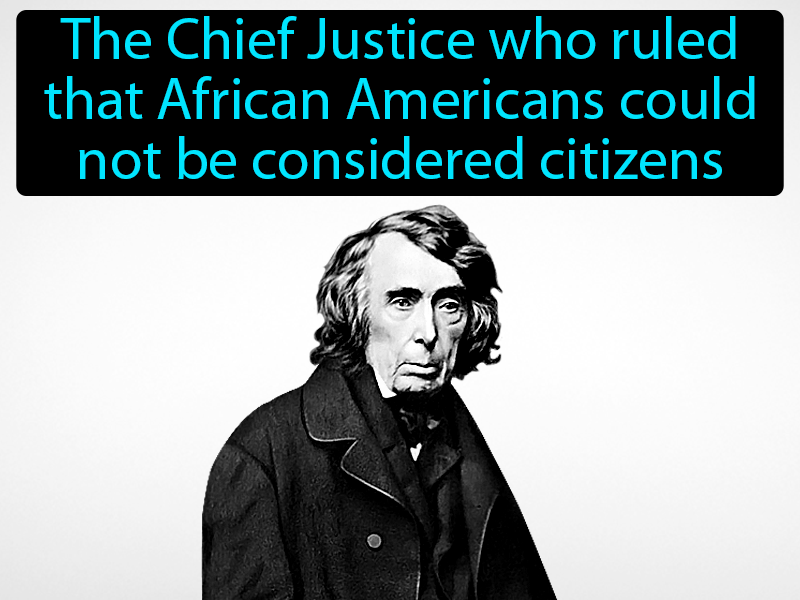 The Chief Justice who ruled
that African Americans could
not be considered citizens